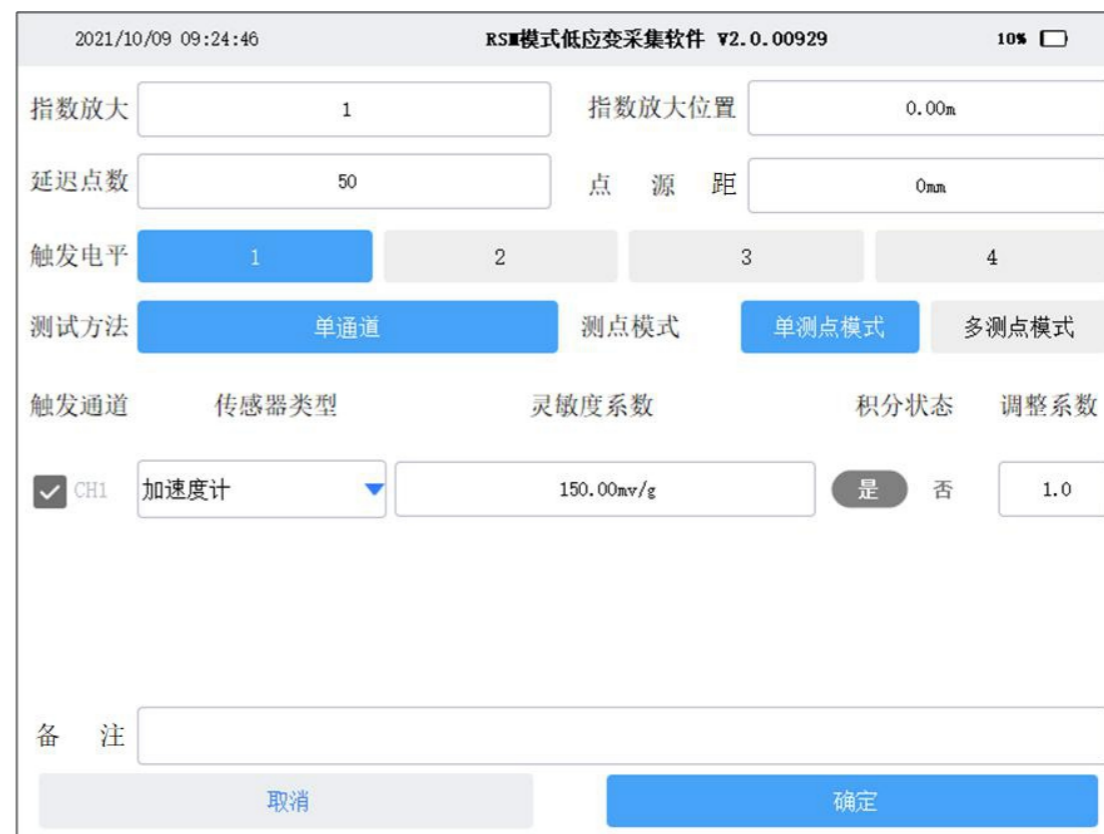 2021/10/09 09:24:46 RSM模式低应变采集软件 V2.0.00929 10%
指数放大 1 指数放大位置 0.00m
延迟点数 50 点 源 距 0mm
触发电平 1 2 3 4
测试方法 单通道 测点模式 单测点模式 多测点模式
触发通道 传感器类型 灵敏度系数 积分状态 调整系数
CH1 加速度计 150.00mv/g 是 否 1.0
备 注
取消 确定